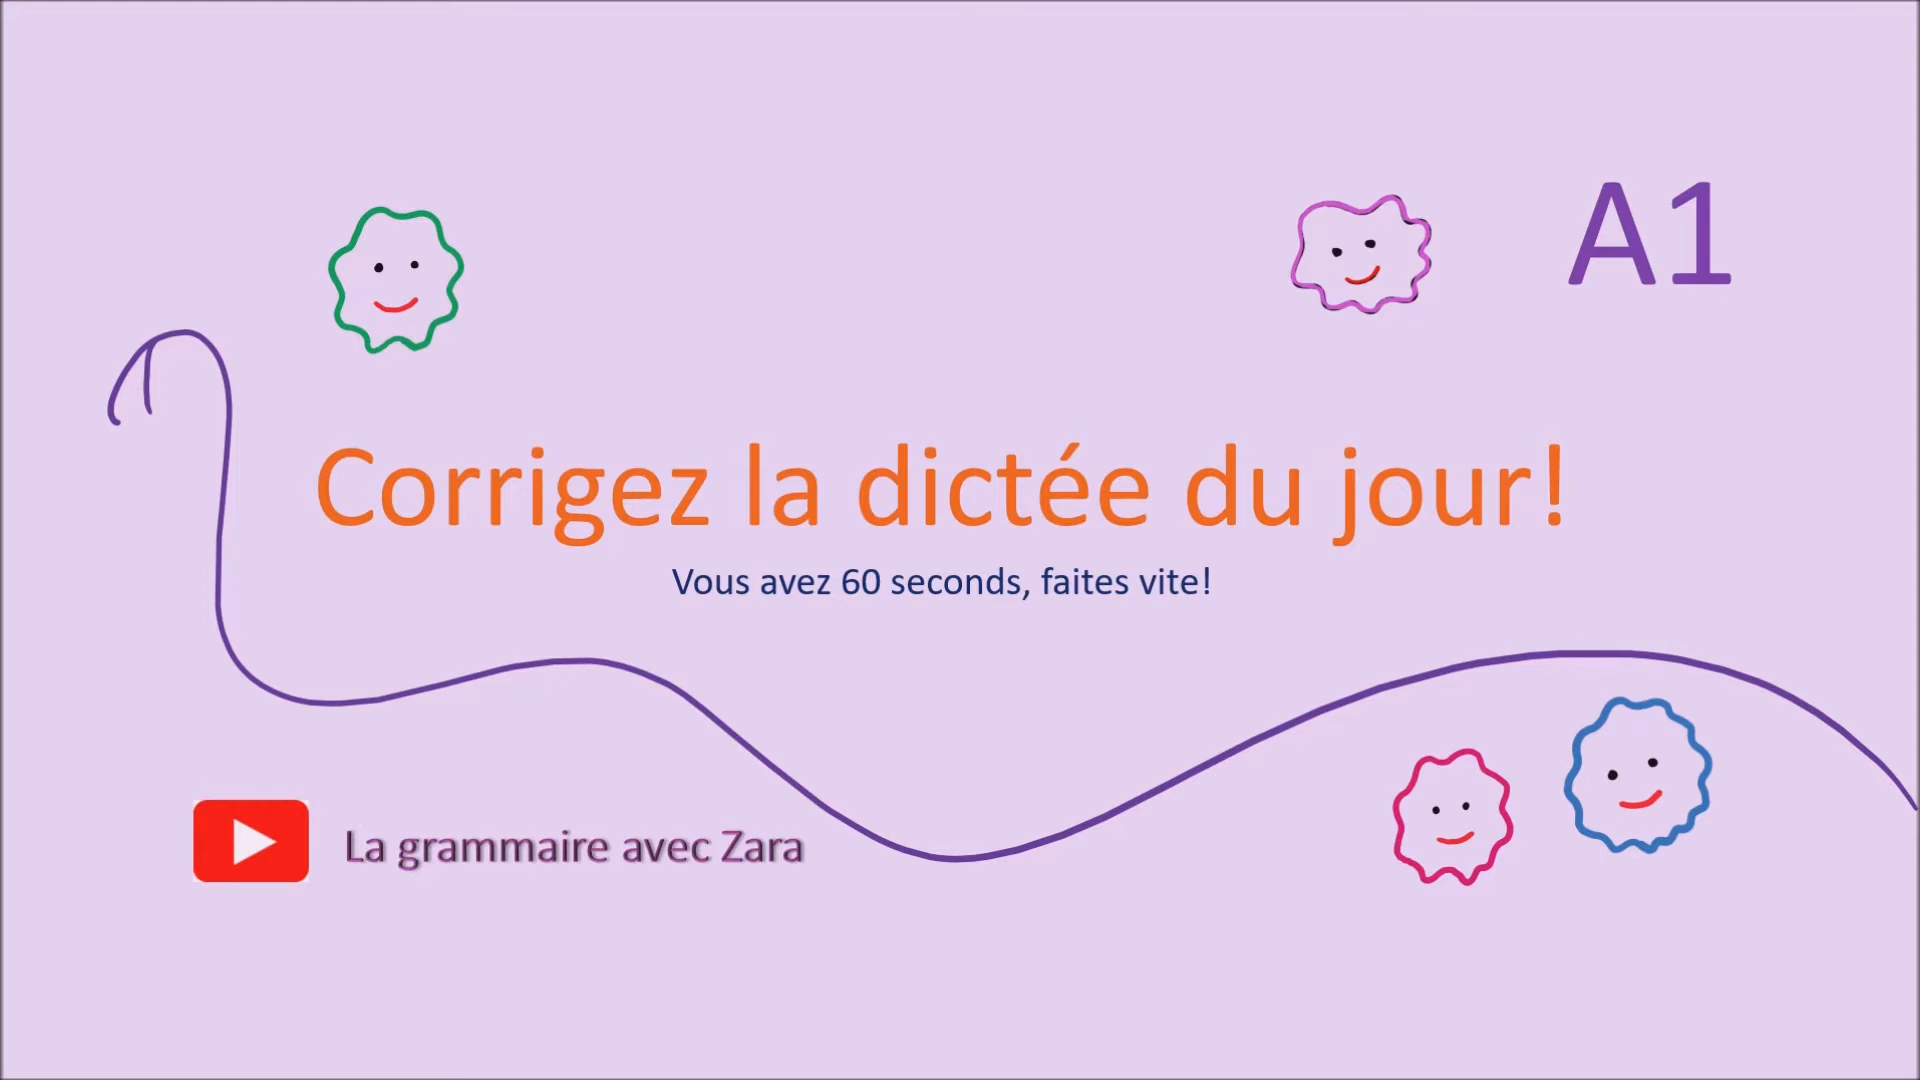 A1
Corrigez la dictée du jour!
Vous avez 60 seconds, faites vite!
La grammaire avec Zara